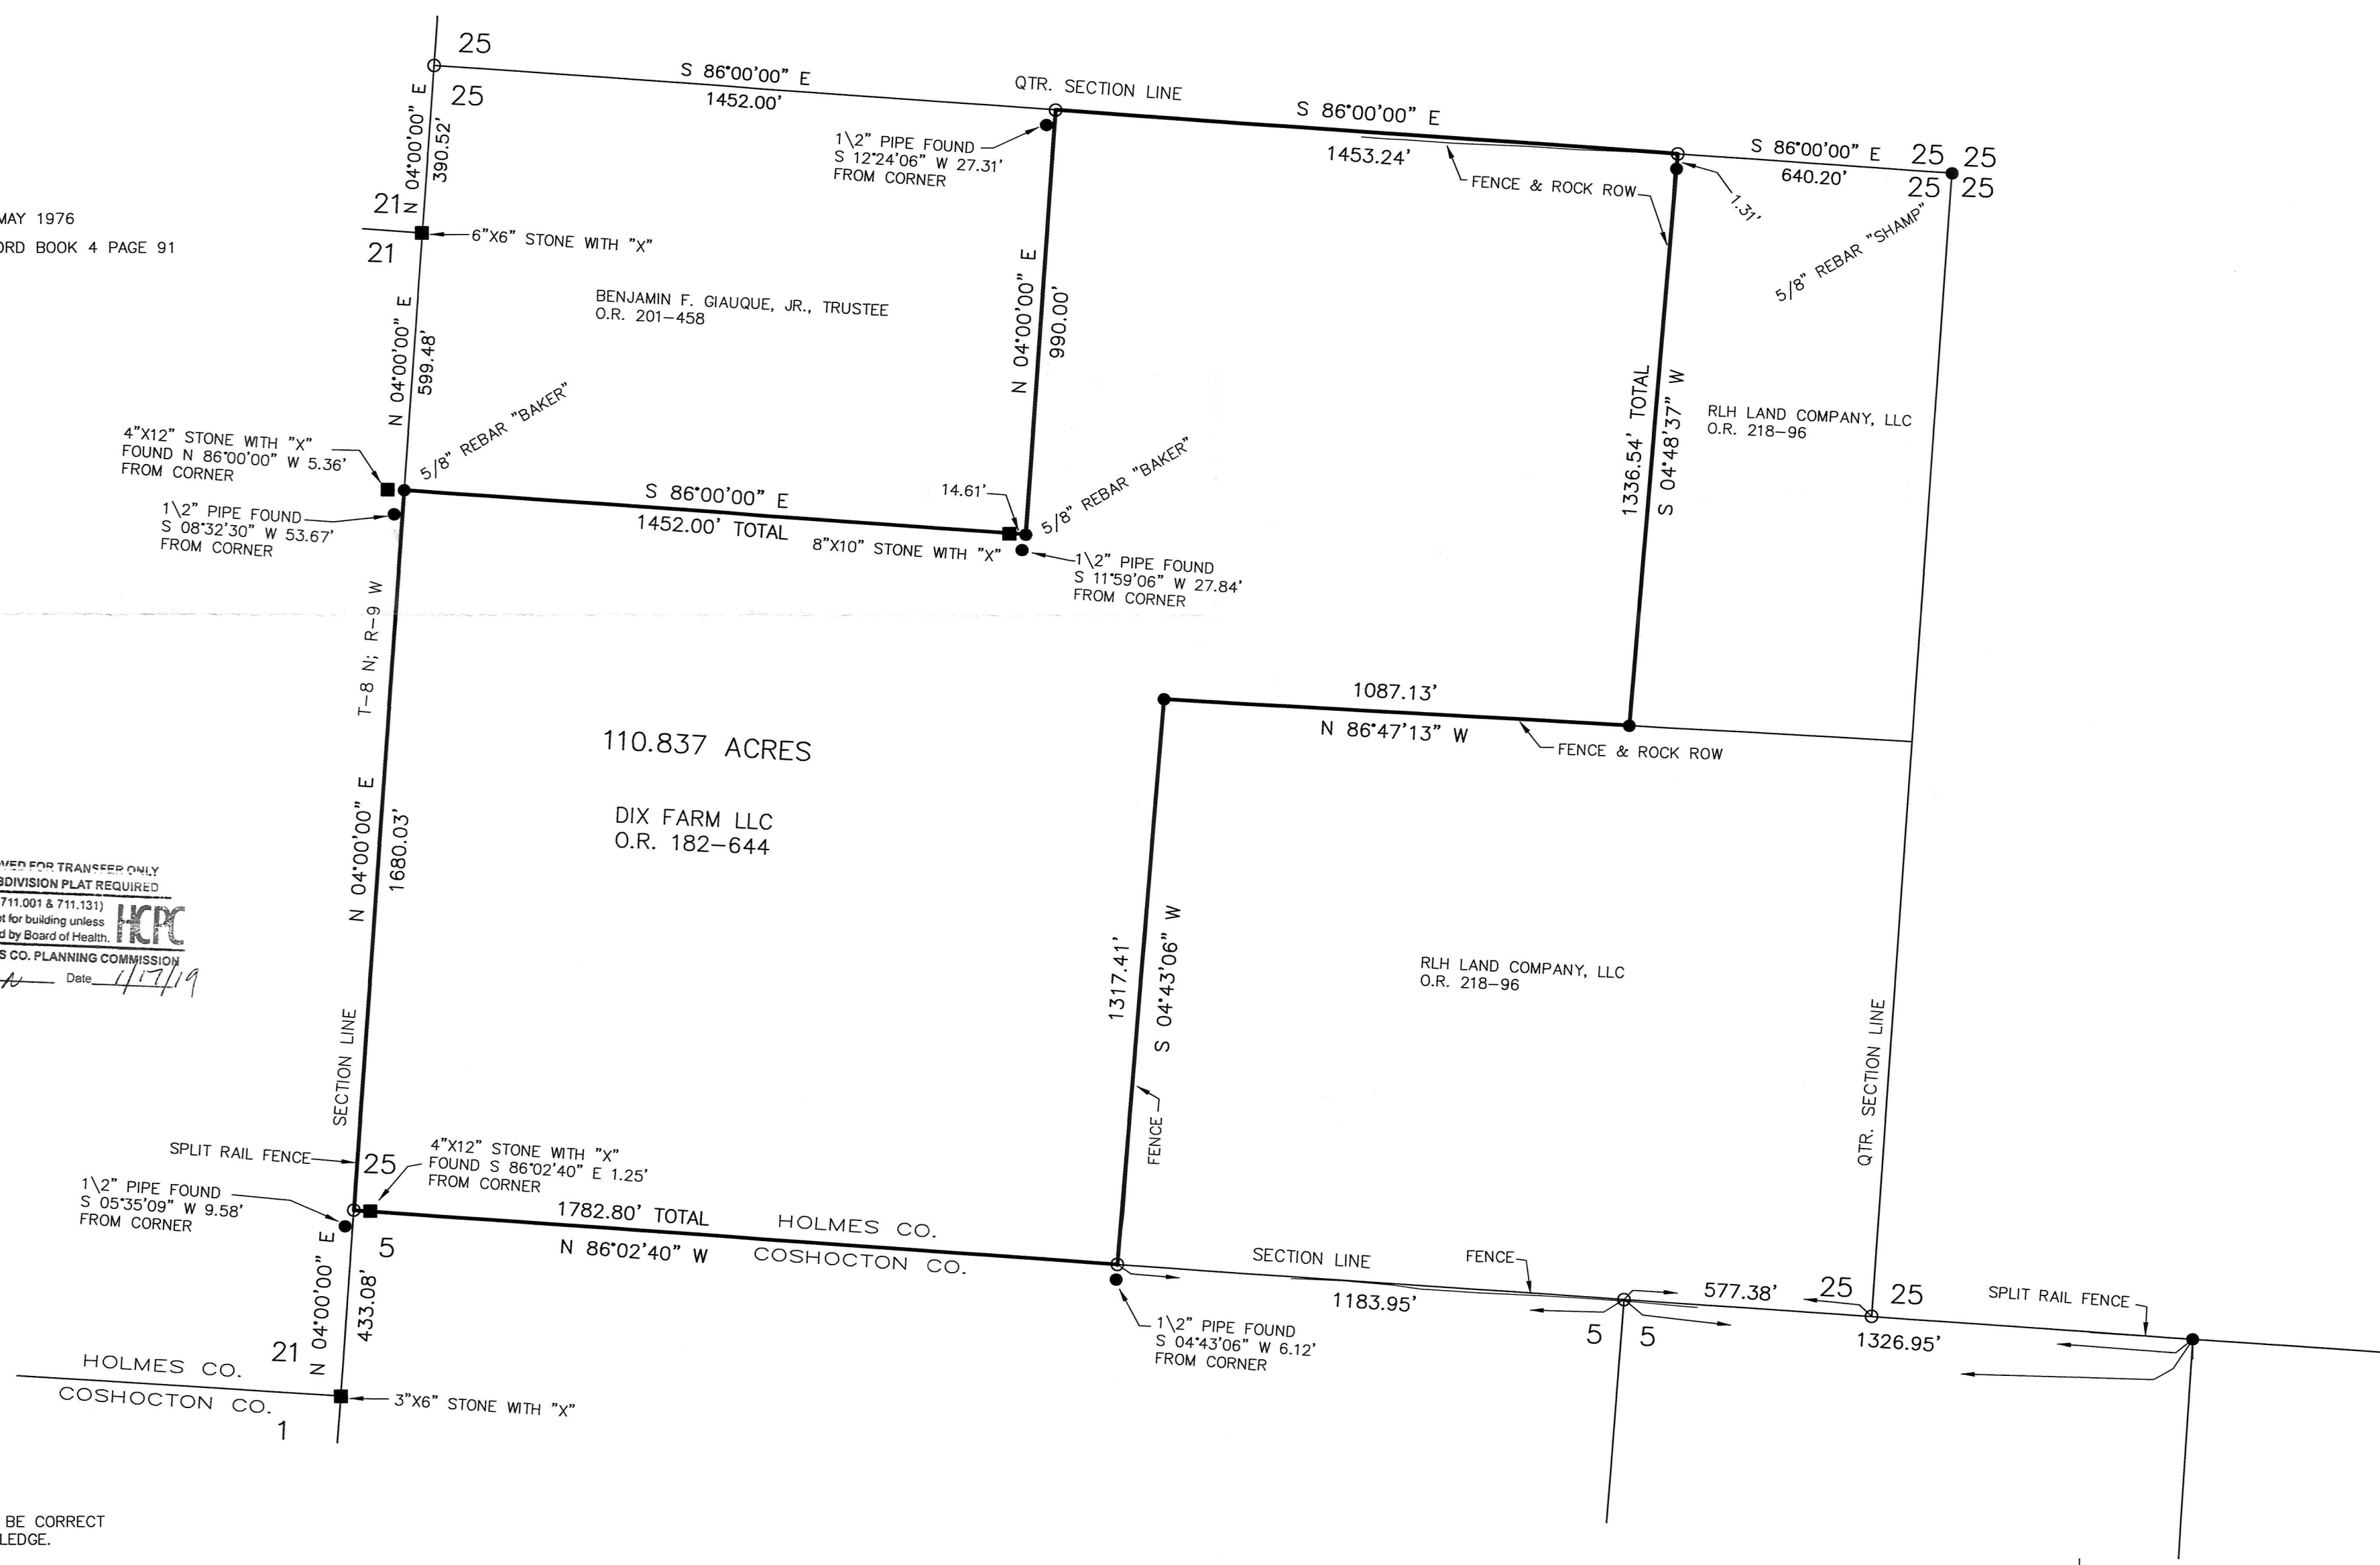 25
S 86°00'00" E
1452.00'
25
QTR. SECTION LINE
S 86°00'00" E
1453.24'
S 86°00'00" E
640.20'
25 25
25 25
N 04°00'00" E
390.52'
1\2" PIPE FOUND
S 12°24'06" W 27.31'
FROM CORNER
FENCE & ROCK ROW
1.31'
5/8" REBAR "SHAMP"
MAY 1976
BOOK 4 PAGE 91
21
21
6"X6" STONE WITH "X"
BENJAMIN F. GIAUQUE, JR., TRUSTEE
O.R. 201-458
N 04°00'00" E
599.48'
N 04°00'00" E
990.00'
1336.54' TOTAL
S 04°48'37" W
RLH LAND COMPANY, LLC
O.R. 218-96
4"X12" STONE WITH "X"
FOUND N 86°00'00" W 5.36'
FROM CORNER
5/8" REBAR "BAKER"
1\2" PIPE FOUND
S 08°32'30" W 53.67'
FROM CORNER
S 86°00'00" E
1452.00' TOTAL
14.61'
5/8" REBAR "BAKER"
8"X10" STONE WITH "X"
1\2" PIPE FOUND
S 11°59'06" W 27.84'
FROM CORNER
T-8 N; R-9 W
1087.13'
N 86°47'13" W
FENCE & ROCK ROW
110.837 ACRES
DIX FARM LLC
O.R. 182-644
N 04°00'00" E
1680.03'
SECTION LINE
FOR TRANSFER ONLY
PLAT REQUIRED
711.001 & 711.131)
for building unless
by Board of Health.
HCPC
CO. PLANNING COMMISSION
Date 1/17/19
1317.41'
S 04°43'06" W
FENCE
RLH LAND COMPANY, LLC
O.R. 218-96
QTR. SECTION LINE
SPLIT RAIL FENCE
25
4"X12" STONE WITH "X"
FOUND S 86°02'40" E 1.25'
FROM CORNER
1\2" PIPE FOUND
S 05°35'09" W 9.58'
FROM CORNER
5
1782.80' TOTAL
N 86°02'40" W
HOLMES CO.
COSHOCTON CO.
SECTION LINE
1183.95'
FENCE
577.38'
25 25
1326.95'
SPLIT RAIL FENCE
5 5
1\2" PIPE FOUND
S 04°43'06" W 6.12'
FROM CORNER
N 04°00'00" E
433.08'
21
HOLMES CO.
COSHOCTON CO.
1
3"X6" STONE WITH "X"
BE CORRECT